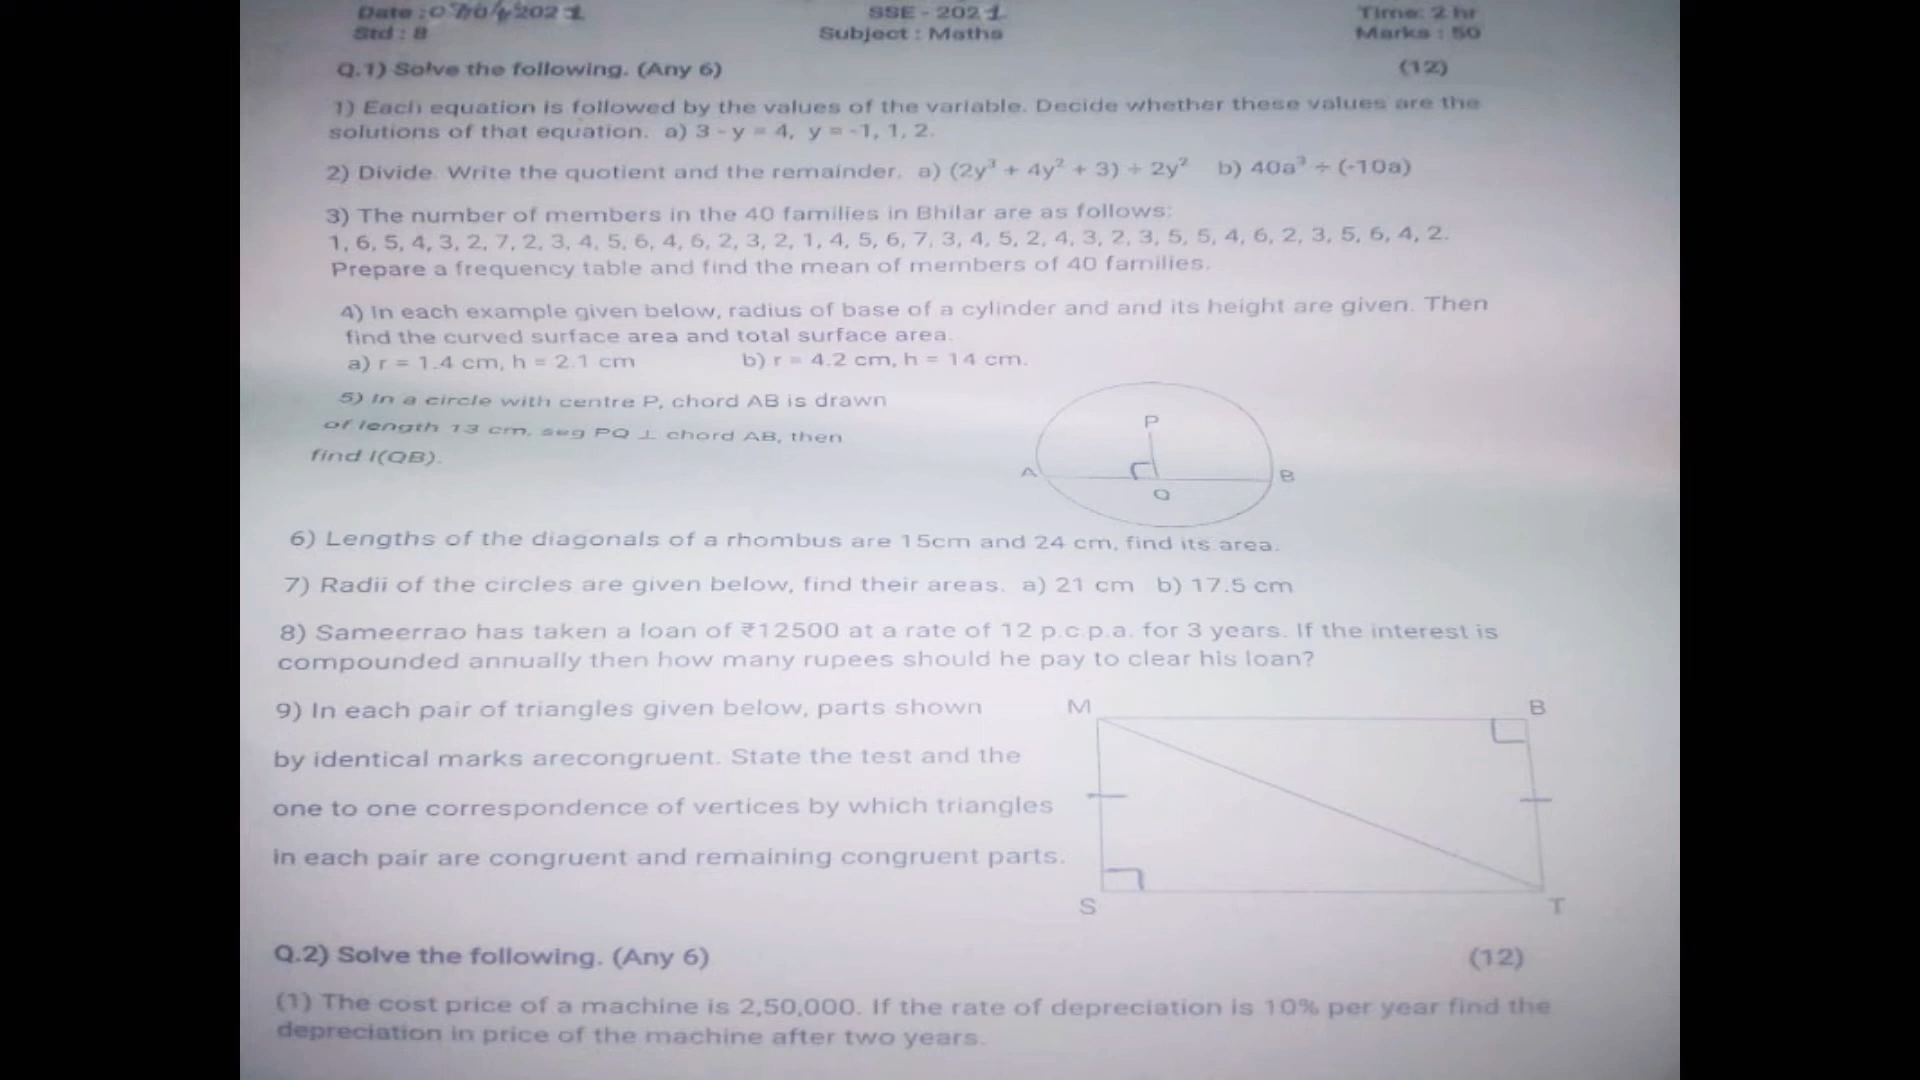 Date : 2021 SSE - 2021 Time: 2 hr
Std : 8 Subject : Maths Marks : 50
Q.1) Solve the following. (Any 6) (12)
1) Each equation is followed by the values of the variable. Decide whether these values are the
solutions of that equation. a) 3 - y = 4, y = -1, 1, 2.
2) Divide. Write the quotient and the remainder. a) (2y³ + 4y² + 3) ÷ 2y² b) 40a³ ÷ (-10a)
3) The number of members in the 40 families in Bhilar are as follows:
1, 6, 5, 4, 3, 2, 7, 2, 3, 4, 5, 6, 4, 6, 2, 3, 2, 1, 4, 5, 6, 7, 3, 4, 5, 2, 4, 3, 2, 3, 5, 5, 4, 6, 2, 3, 5, 6, 4, 2.
Prepare a frequency table and find the mean of members of 40 families.
4) In each example given below, radius of base of a cylinder and and its height are given. Then
find the curved surface area and total surface area.
a) r = 1.4 cm, h = 2.1 cm b) r = 4.2 cm, h = 14 cm.
5) In a circle with centre P, chord AB is drawn
of length 13 cm, seg PQ ⊥ chord AB, then
find l(QB).
P
A B
Q
6) Lengths of the diagonals of a rhombus are 15cm and 24 cm, find its area.
7) Radii of the circles are given below, find their areas. a) 21 cm b) 17.5 cm
8) Sameerrao has taken a loan of ₹12500 at a rate of 12 p.c.p.a. for 3 years. If the interest is
compounded annually then how many rupees should he pay to clear his loan?
9) In each pair of triangles given below, parts shown
by identical marks arecongruent. State the test and the
one to one correspondence of vertices by which triangles
in each pair are congruent and remaining congruent parts.
M B
S T
Q.2) Solve the following. (Any 6) (12)
(1) The cost price of a machine is 2,50,000. If the rate of depreciation is 10% per year find the
depreciation in price of the machine after two years.